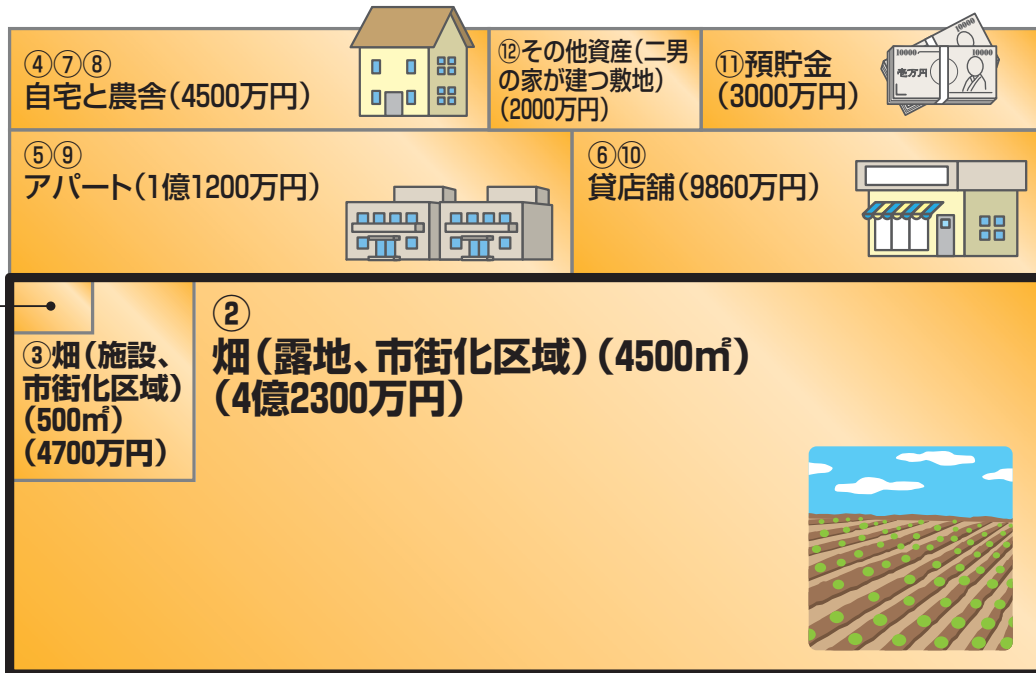 ④⑦⑧
自宅と農舎(4500万円)
⑫その他資産(二男
の家が建つ敷地)
(2000万円)
⑪預貯金
(3000万円)
10000
10000
壱万円
⑤⑨
アパート(1億1200万円)
⑥⑩
貸店舗(9860万円)
③畑(施設、
市街化区域)
(500㎡)
(4700万円)
②
畑(露地、市街化区域)(4500㎡)
(4億2300万円)